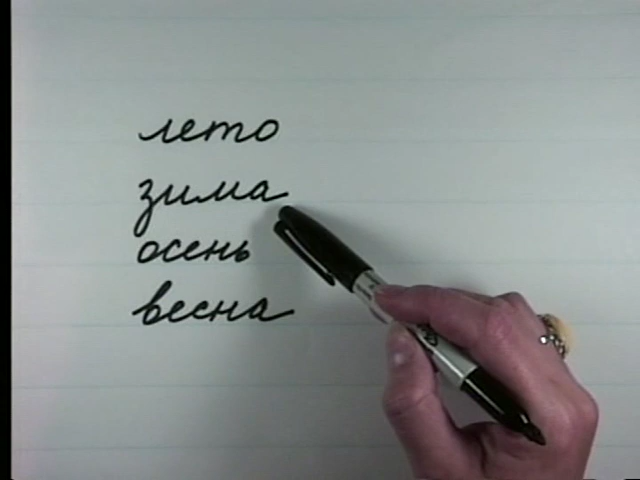 лето
зима
осень
весна